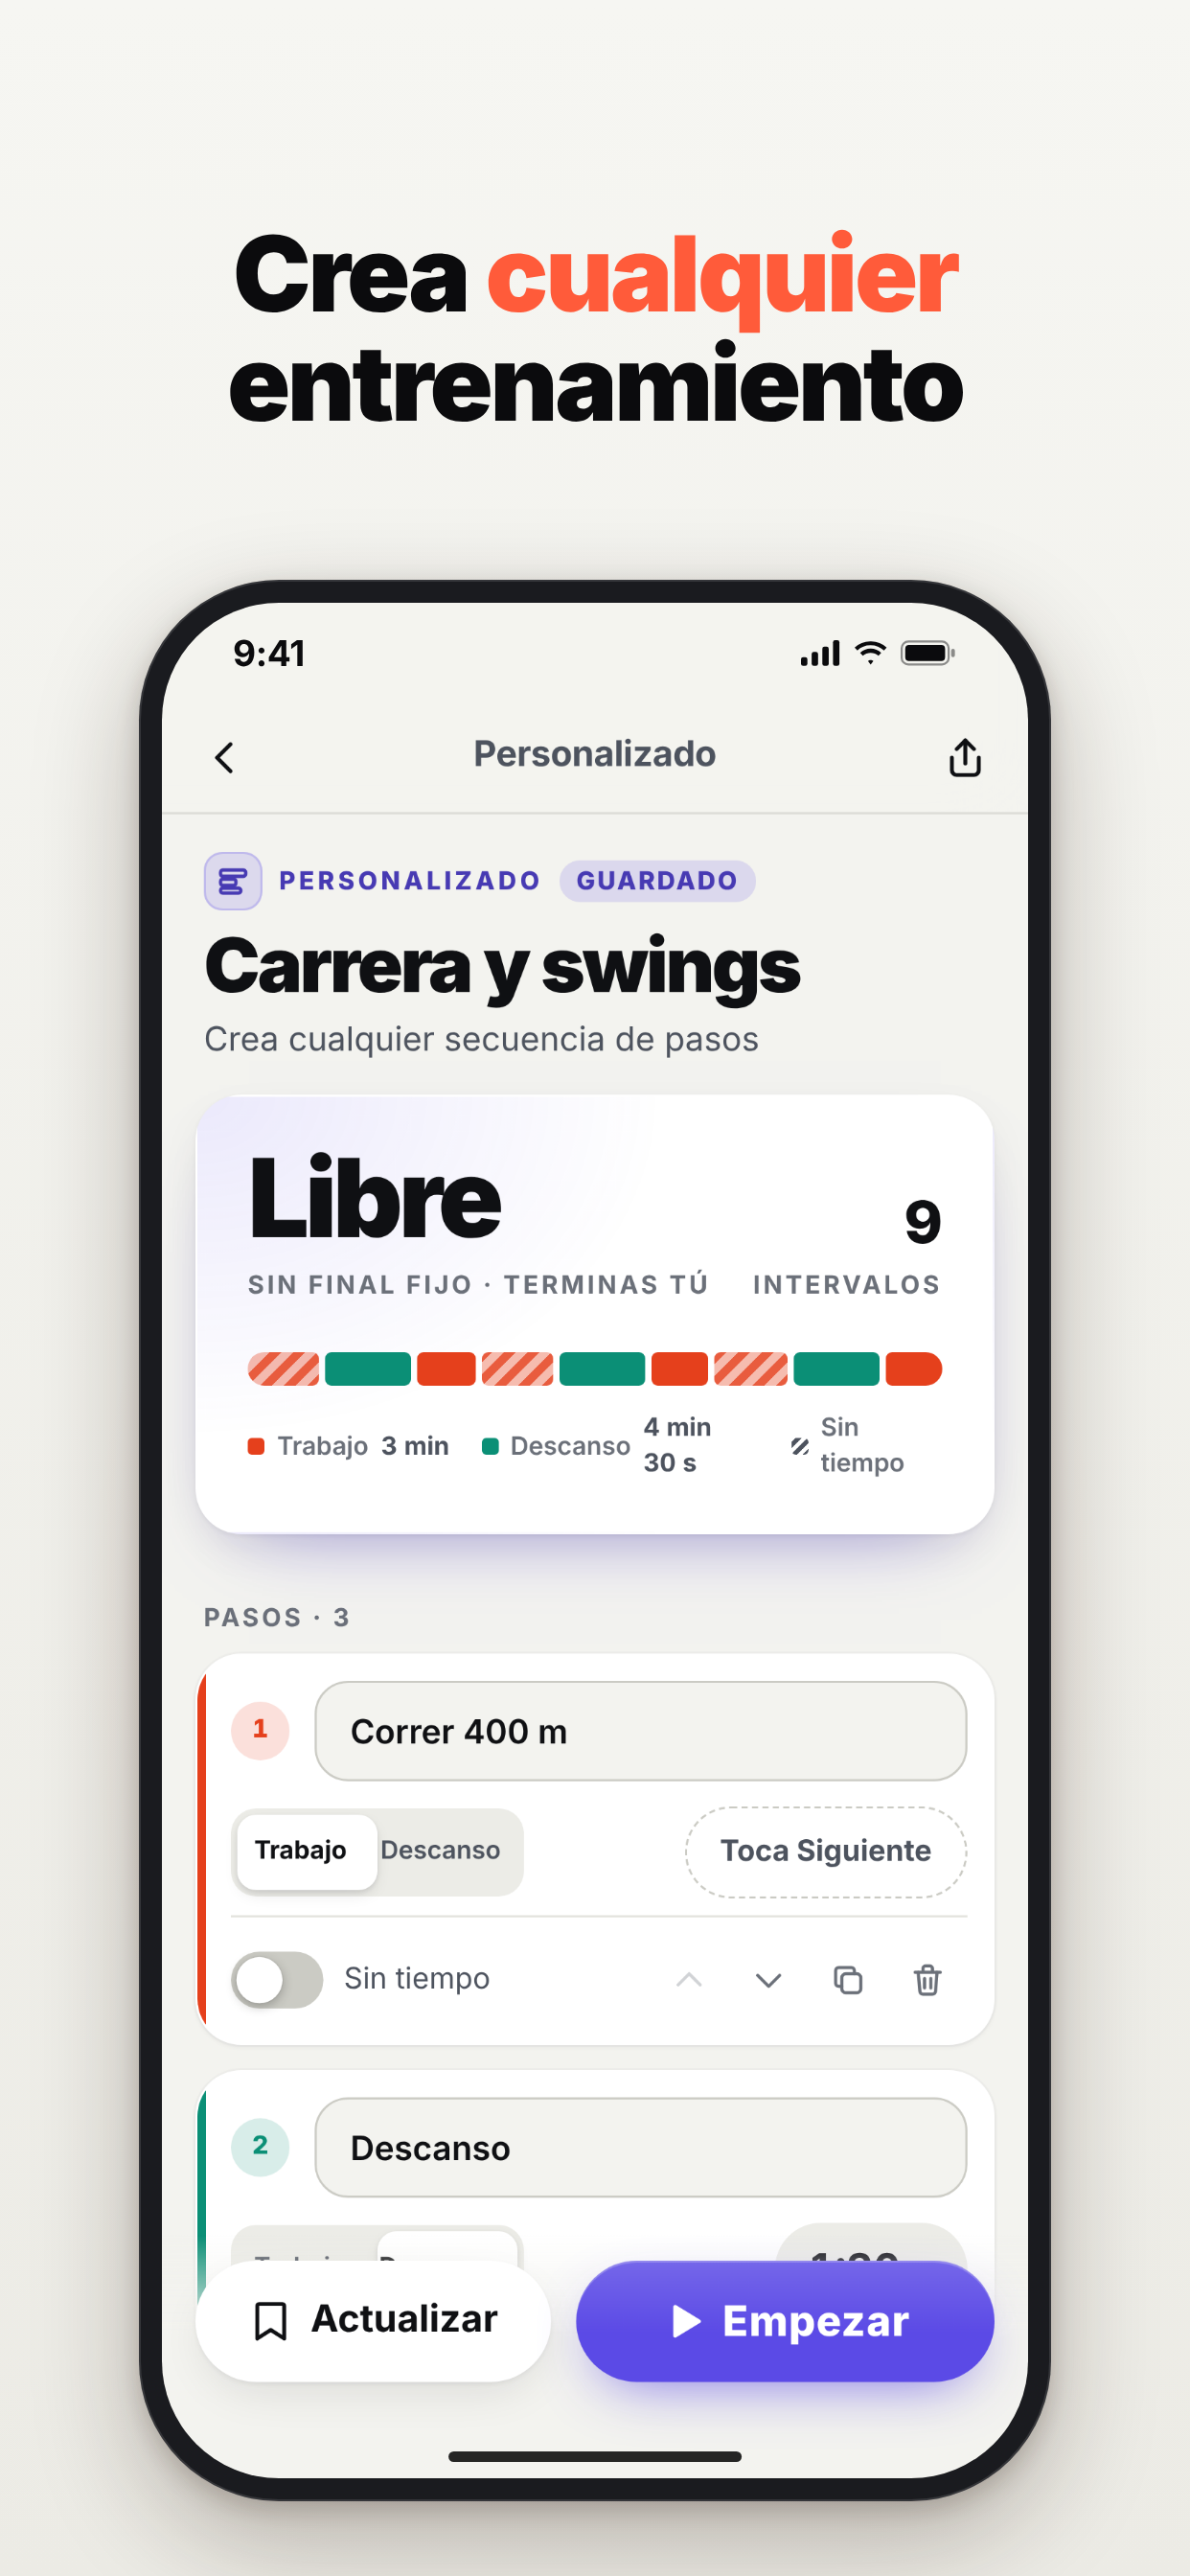 Crea cualquier
entrenamiento
9:41
Personalizado
PERSONALIZADO GUARDADO
Carrera y swings
Crea cualquier secuencia de pasos
Libre
9
SIN FINAL FIJO · TERMINAS TÚ INTERVALOS
Trabajo 3 min Descanso 4 min 30 s Sin tiempo
PASOS · 3
1 Correr 400 m
Trabajo Descanso Toca Siguiente
Sin tiempo
2 Descanso
Actualizar Empezar